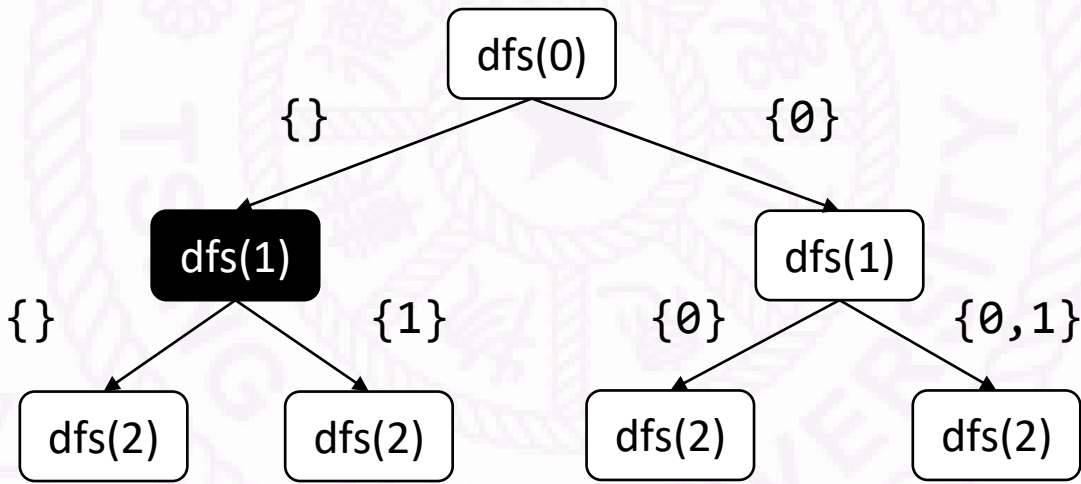 dfs(0)
{} {0}
dfs(1) dfs(1)
{} {1} {0} {0,1}
dfs(2) dfs(2) dfs(2) dfs(2)